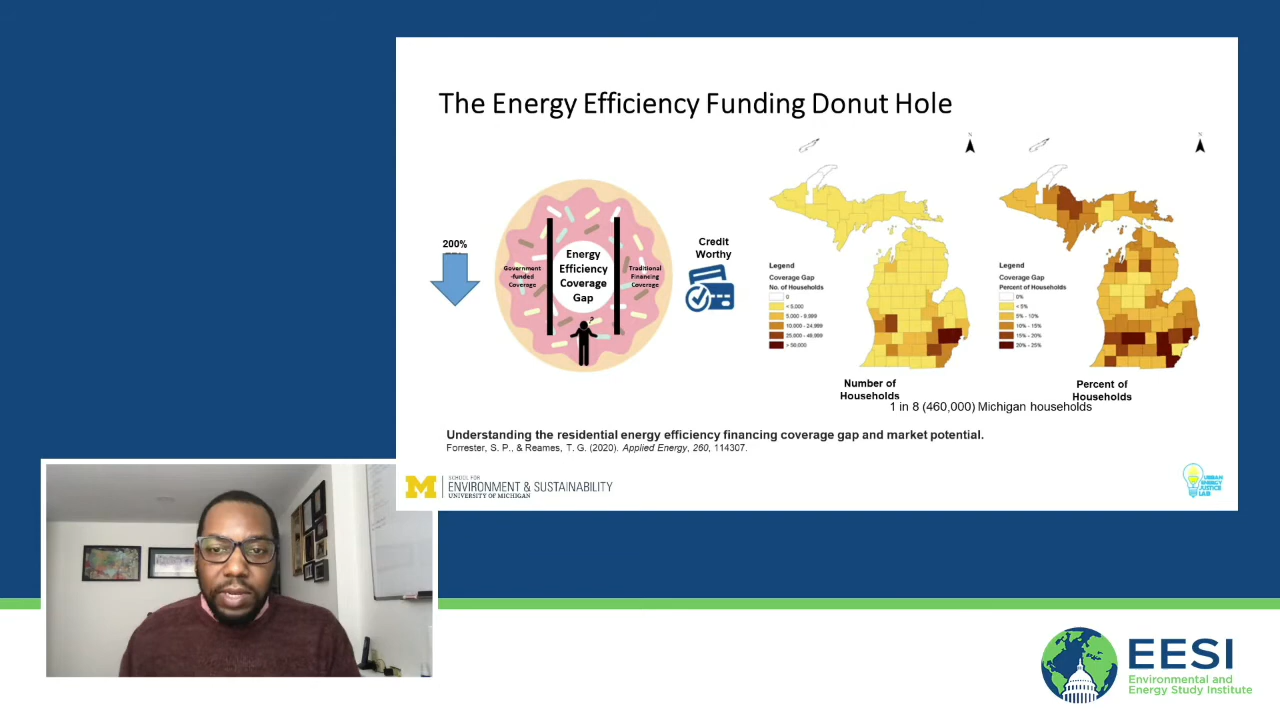 The Energy Efficiency Funding Donut Hole
200%
Government
-funded
Coverage
Energy
Efficiency
Coverage
Gap
Traditional
Financing
Coverage
?
Credit
Worthy
N
Legend
Coverage Gap
No. of Households
0
< 5,000
5,000 - 9,999
10,000 - 24,999
25,000 - 49,999
> 50,000
Number of
Households
N
Legend
Coverage Gap
Percent of Households
0%
< 5%
5% - 10%
10% - 15%
15% - 20%
20% - 25%
Percent of
Households
1 in 8 (460,000) Michigan households
Understanding the residential energy efficiency financing coverage gap and market potential.
Forrester, S. P., & Reames, T. G. (2020). Applied Energy, 260, 114307.
M
SCHOOL FOR
ENVIRONMENT & SUSTAINABILITY
UNIVERSITY OF MICHIGAN
URBAN
ENERGY
JUSTICE
LAB
EESI
Environmental and
Energy Study Institute